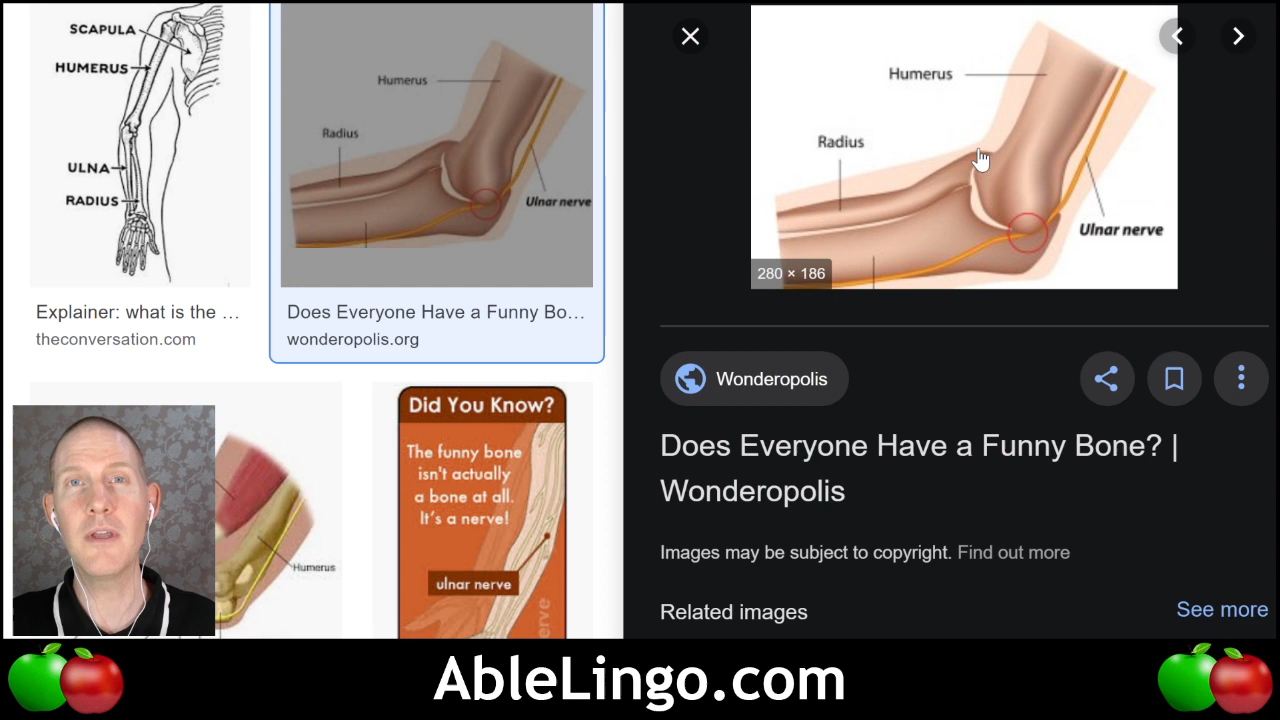 SCAPULA
HUMERUS
ULNA
RADIUS
Explainer: what is the ...
theconversation.com
Humerus
Radius
Ulnar nerve
Does Everyone Have a Funny Bo...
wonderopolis.org
Humerus
Did You Know?
The funny bone
isn't actually
a bone at all.
It's a nerve!
ulnar nerve
erve
Humerus
Radius
Ulnar nerve
280 × 186
Wonderopolis
Does Everyone Have a Funny Bone? |
Wonderopolis
Images may be subject to copyright. Find out more
Related images
See more
AbleLingo.com